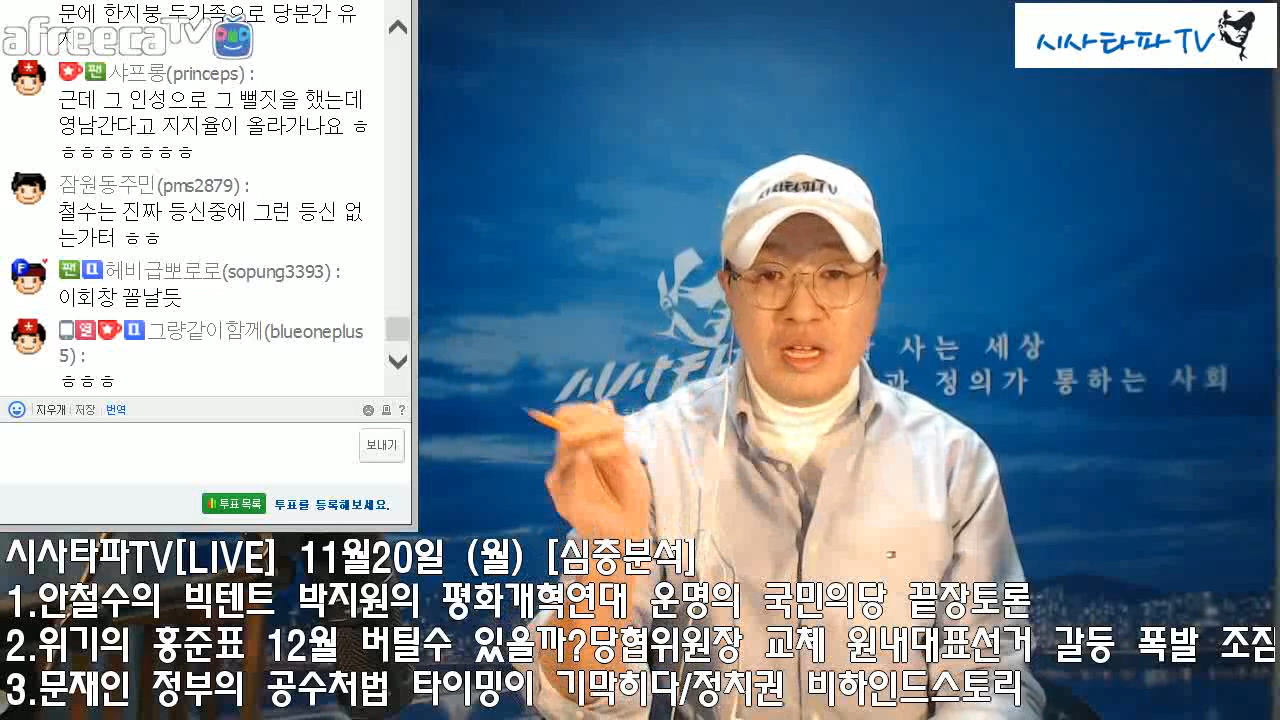 문에 한지붕 두가족으로 당분간 유
afreecaTV
샤프롱(princeps) :
근데 그 인성으로 그 뻘짓을 했는데
영남간다고 지지율이 올라가나요 ㅎ
ㅎㅎㅎㅎㅎㅎㅎ
잠원동주민(pms2879) :
철수는 진짜 등신중에 그런 등신 없
는가터 ㅎㅎ
팬 헤비급뽀로로(sopung3393) :
이회창 꼴날듯
그량같이함께(blueoneplus
5) :
ㅎㅎㅎ
지우개 저장 번역 ?
보내기
투표목록 투표를 등록해보세요.
시사타파TV
시사타파TV
시사타파
사는 세상
정의가 통하는 사회
시사타파TV[LIVE] 11월20일 (월) [심층분석]
1.안철수의 빅텐트 박지원의 평화개혁연대 운명의 국민의당 끝장토론
2.위기의 홍준표 12월 버틸수 있을까?당협위원장 교체 원내대표선거 갈등 폭발 조짐
3.문재인 정부의 공수처법 타이밍이 기막히다/정치권 비하인드스토리